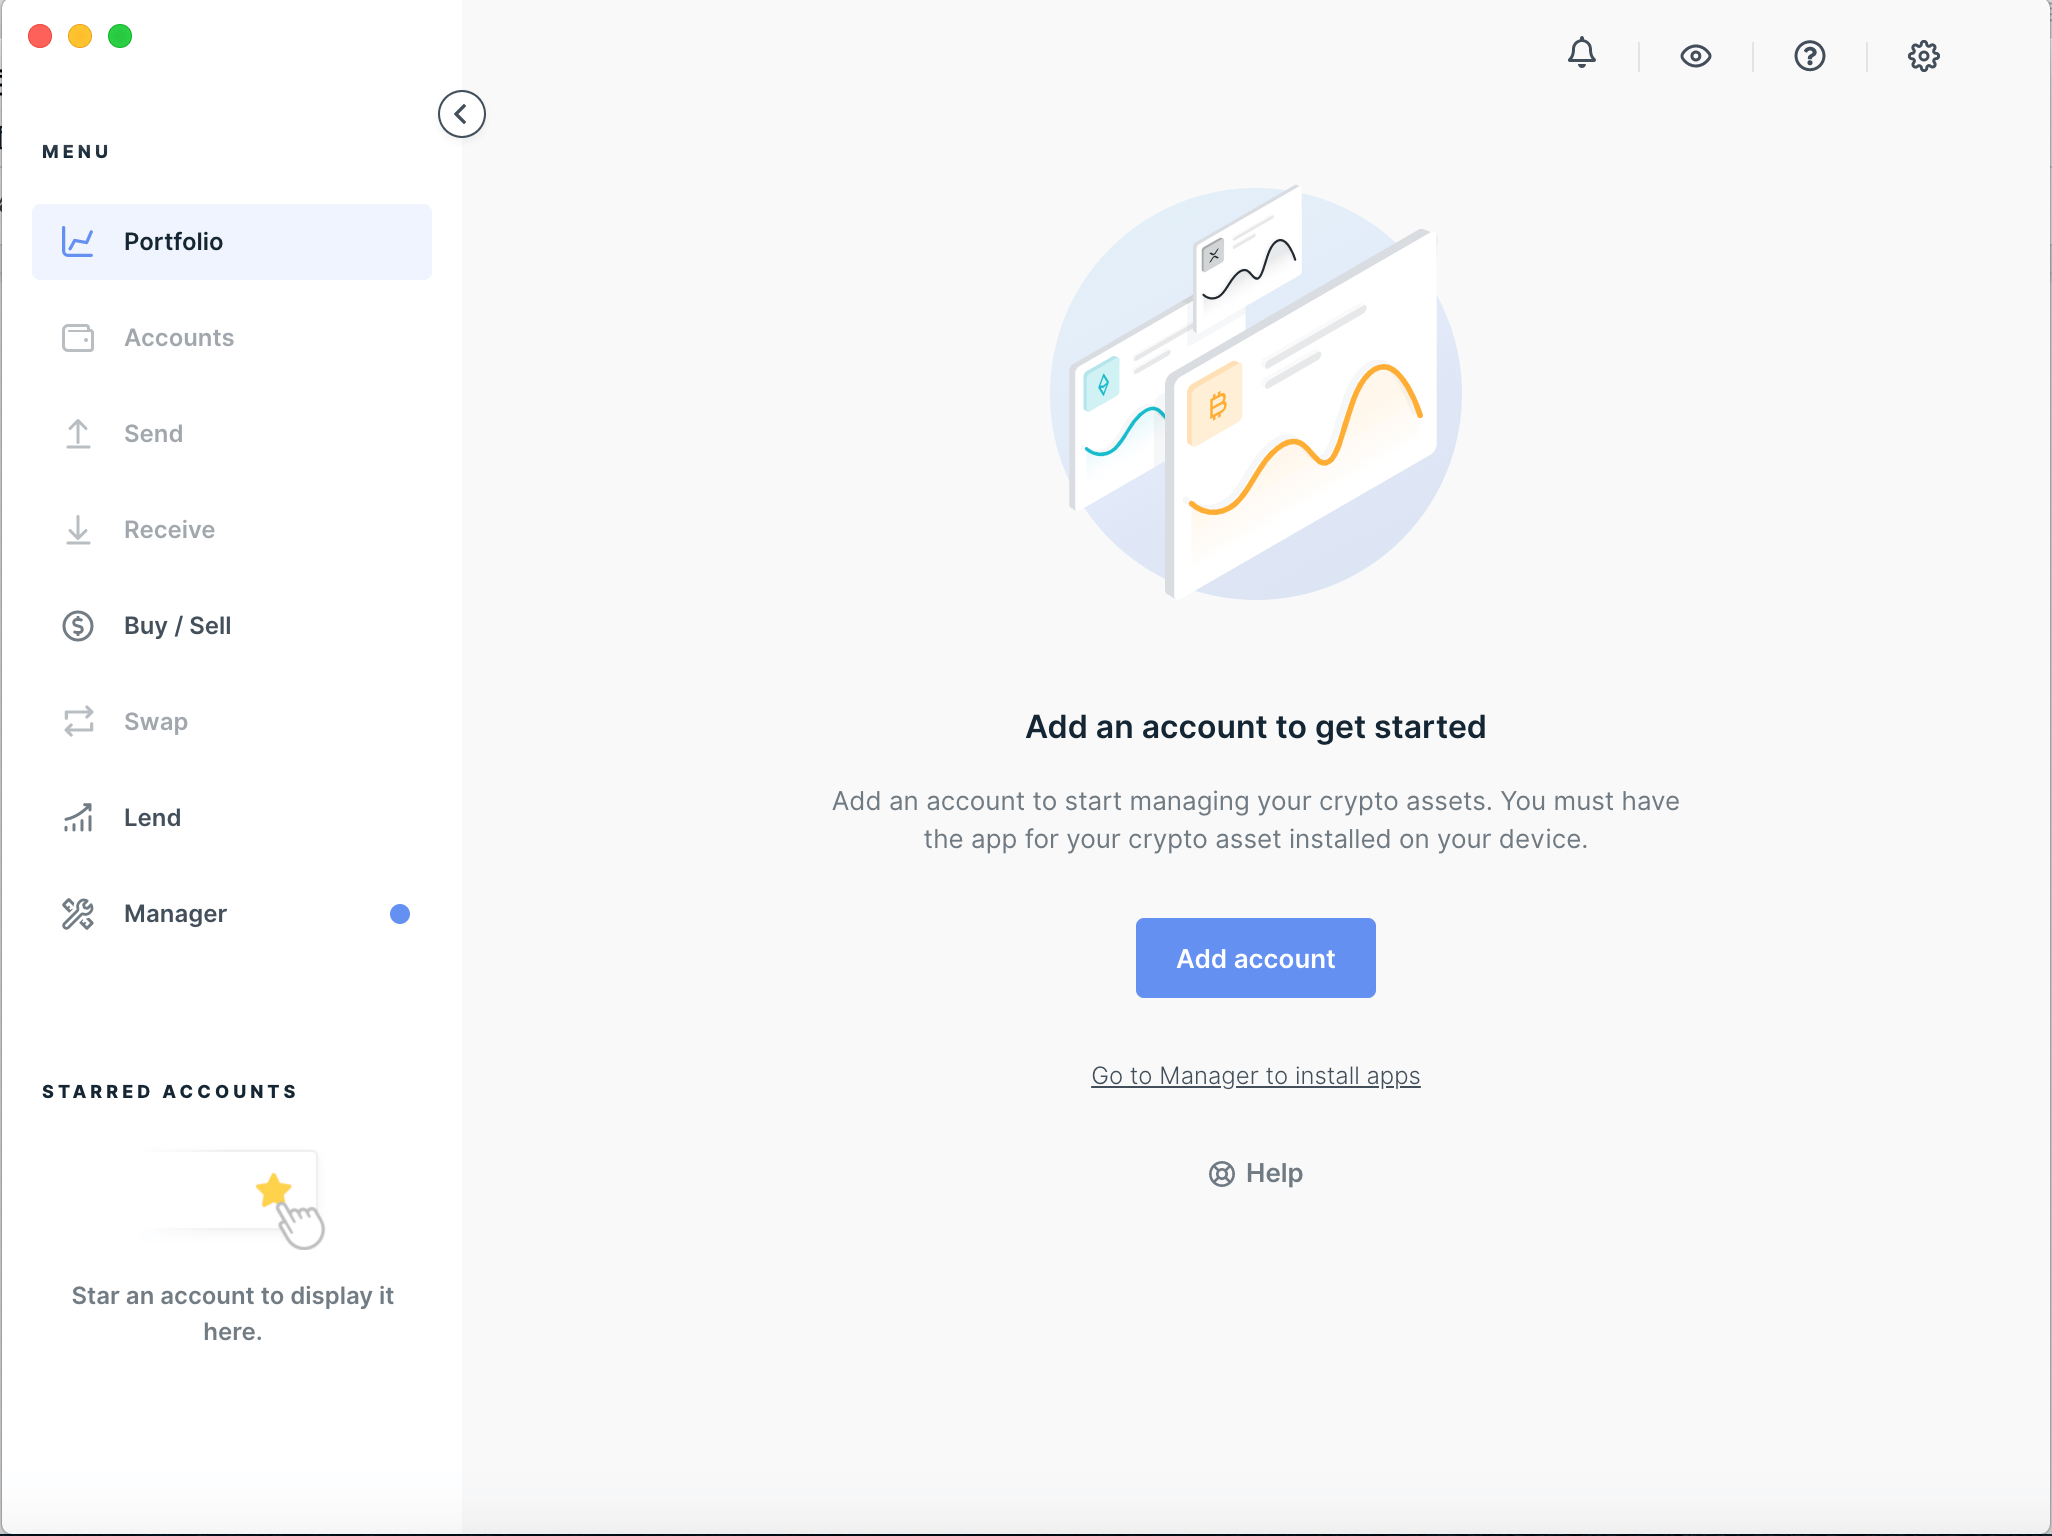 MENU
Portfolio
Accounts
Send
Receive
Buy / Sell
Swap
Lend
Manager
STARRED ACCOUNTS
Star an account to display it
here.
Add an account to get started
Add an account to start managing your crypto assets. You must have
the app for your crypto asset installed on your device.
Add account
Go to Manager to install apps
Help